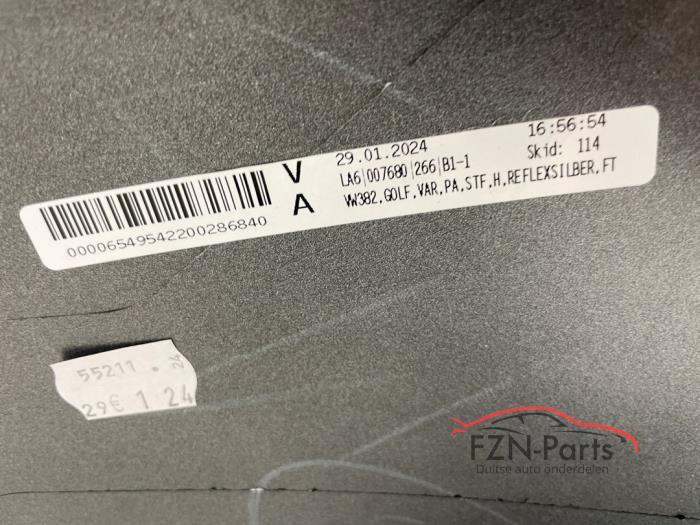 29.01.2024 16:56:54
V LA6|007680|266|B1-1 Skid: 114
A VW382,GOLF,VAR,PA,STF,H,REFLEXSILBER,FT
00006549542200286840
55211 . 24
29€ 1 24
FZN-Parts
Duitse auto onderdelen